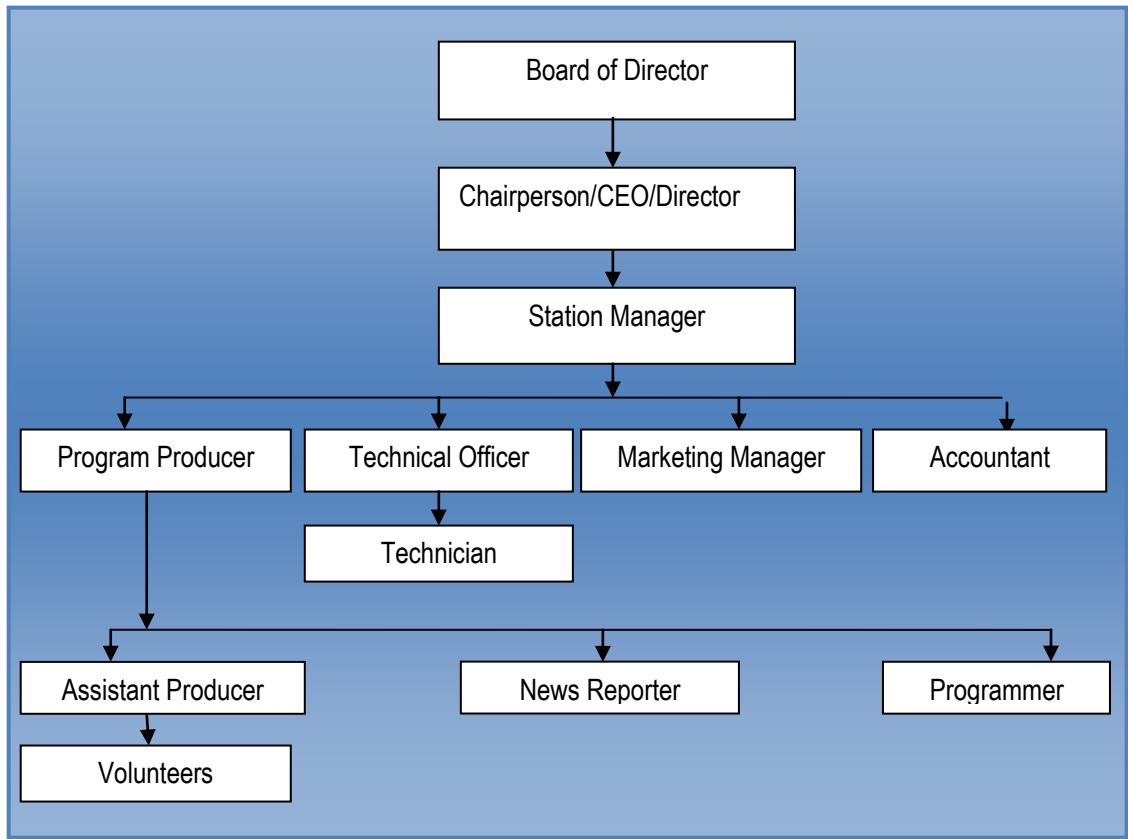 Board of Director
Chairperson/CEO/Director
Station Manager
Program Producer
Technical Officer
Marketing Manager
Accountant
Technician
Assistant Producer
News Reporter
Programmer
Volunteers